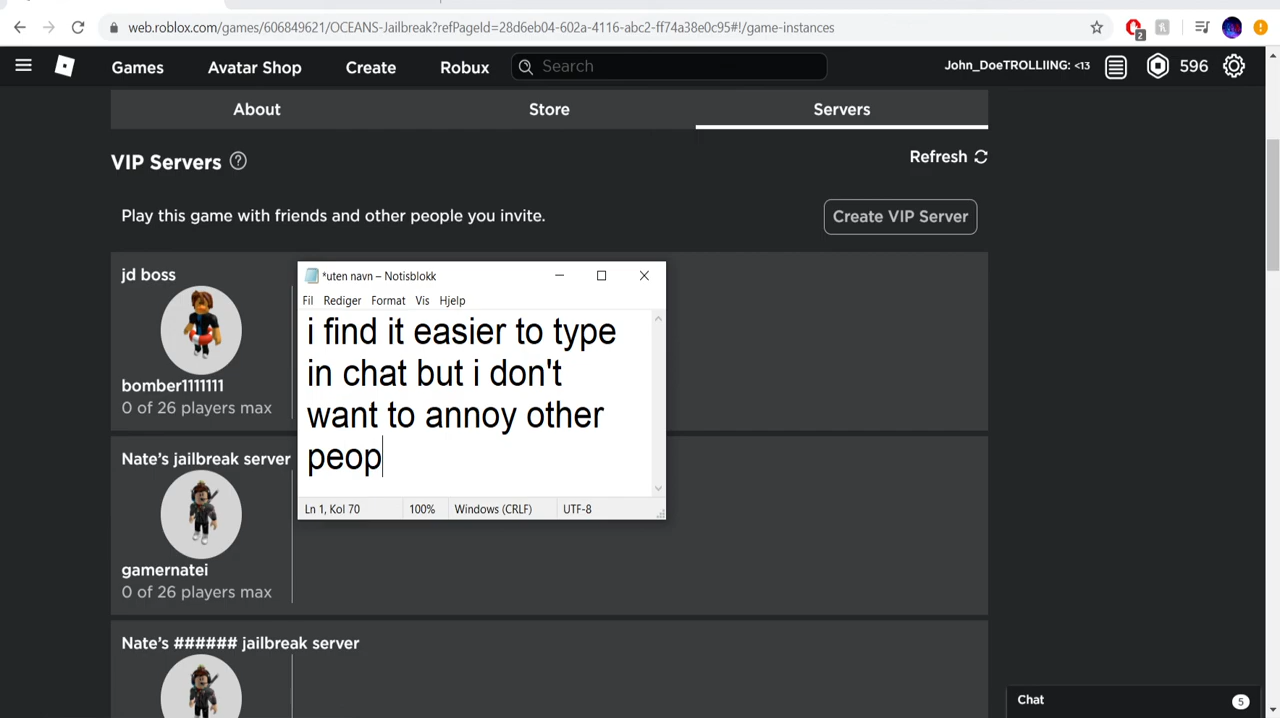 web.roblox.com/games/606849621/OCEANS-Jailbreak?refPageId=28d6eb04-602a-4116-abc2-ff74a38e0c95#!/game-instances
2
Games Avatar Shop Create Robux Search John_DoeTROLLIING: <13 596
About Store Servers
VIP Servers ?
Refresh
Play this game with friends and other people you invite.
Create VIP Server
jd boss
bomber1111111
0 of 26 players max
*uten navn – Notisblokk
Fil Rediger Format Vis Hjelp
i find it easier to type
in chat but i don't
want to annoy other
peop
Ln 1, Kol 70 100% Windows (CRLF) UTF-8
Nate's jailbreak server
gamernatei
0 of 26 players max
Nate's ###### jailbreak server
Chat 5